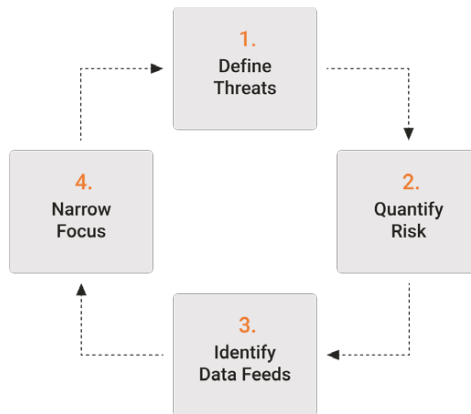 1.
Define
Threats
2.
Quantify
Risk
3.
Identify
Data Feeds
4.
Narrow
Focus